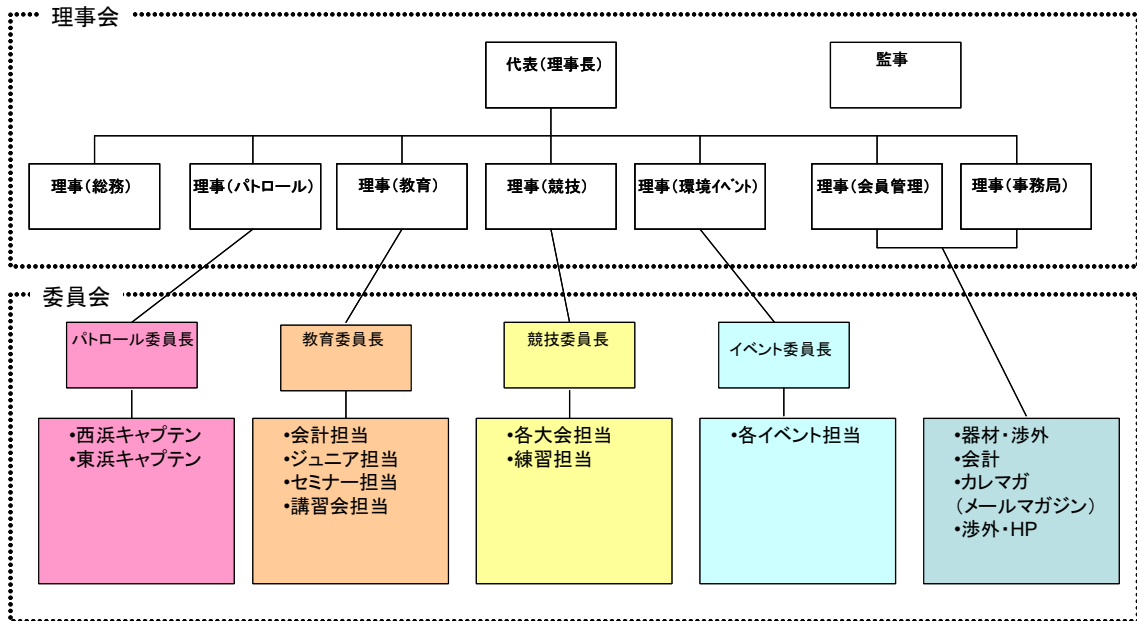 理事会
代表(理事長)
監事
理事(総務)
理事(パトロール)
理事(教育)
理事(競技)
理事(環境イベント)
理事(会員管理)
理事(事務局)
委員会
パトロール委員長
教育委員長
競技委員長
イベント委員長
•西浜キャプテン
•東浜キャプテン
•会計担当
•ジュニア担当
•セミナー担当
•講習会担当
•各大会担当
•練習担当
•各イベント担当
•器材・渉外
•会計
•カレマガ
(メールマガジン)
•渉外・HP